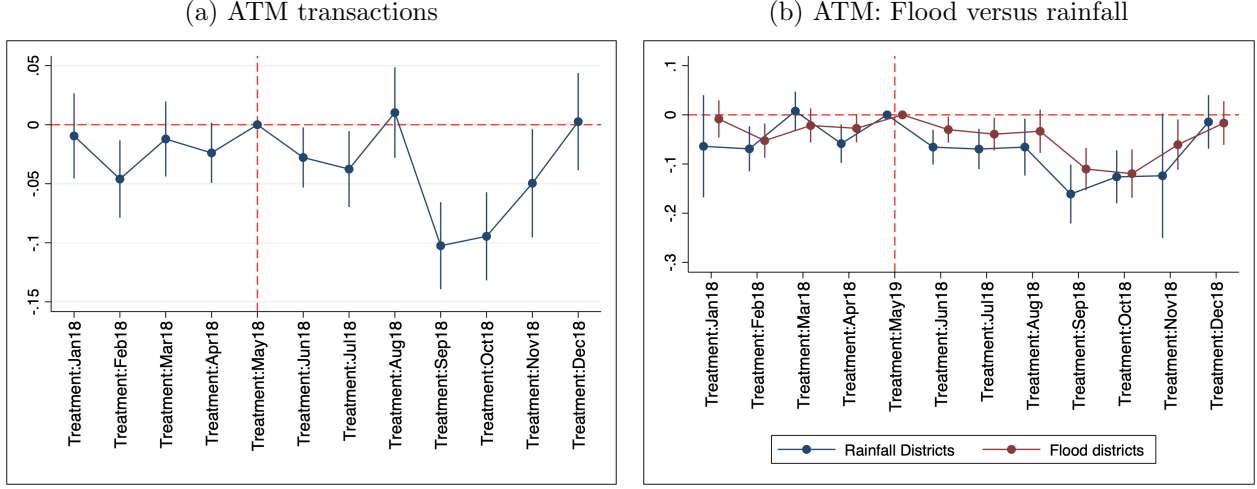 (a) ATM transactions
.05
0
-.05
-.1
-.15
Treatment:Jan18
Treatment:Feb18
Treatment:Mar18
Treatment:Apr18
Treatment:May18
Treatment:Jun18
Treatment:Jul18
Treatment:Aug18
Treatment:Sep18
Treatment:Oct18
Treatment:Nov18
Treatment:Dec18
(b) ATM: Flood versus rainfall
.1
0
-.1
-.2
-.3
Treatment:Jan18
Treatment:Feb18
Treatment:Mar18
Treatment:Apr18
Treatment:May19
Treatment:Jun18
Treatment:Jul18
Treatment:Aug18
Treatment:Sep18
Treatment:Oct18
Treatment:Nov18
Treatment:Dec18
Rainfall Districts
Flood districts